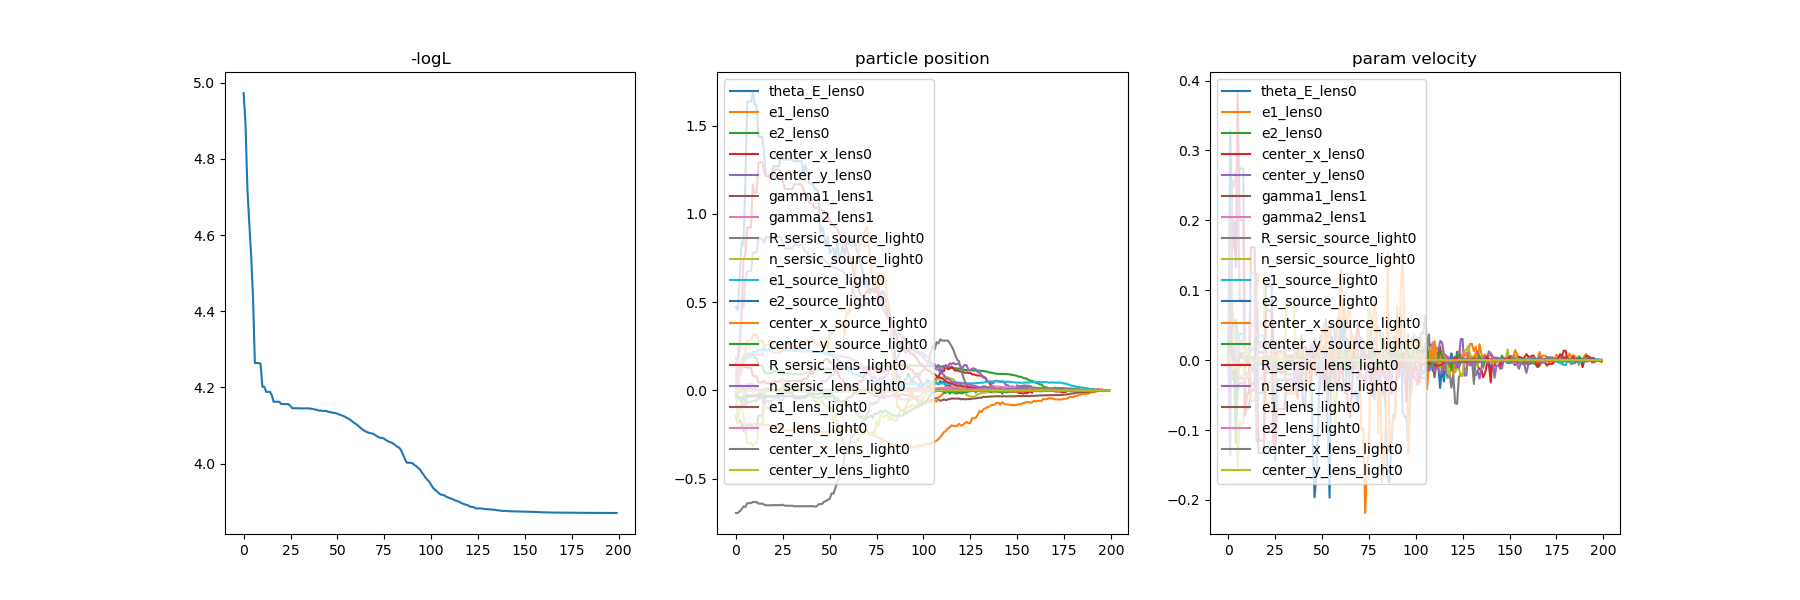 -logL
5.0
4.8
4.6
4.4
4.2
4.0
0 25 50 75 100 125 150 175 200
particle position
1.5
1.0
0.5
0.0
−0.5
theta_E_lens0
e1_lens0
e2_lens0
center_x_lens0
center_y_lens0
gamma1_lens1
gamma2_lens1
R_sersic_source_light0
n_sersic_source_light0
e1_source_light0
e2_source_light0
center_x_source_light0
center_y_source_light0
R_sersic_lens_light0
n_sersic_lens_light0
e1_lens_light0
e2_lens_light0
center_x_lens_light0
center_y_lens_light0
0 25 50 75 100 125 150 175 200
param velocity
0.4
0.3
0.2
0.1
0.0
−0.1
−0.2
theta_E_lens0
e1_lens0
e2_lens0
center_x_lens0
center_y_lens0
gamma1_lens1
gamma2_lens1
R_sersic_source_light0
n_sersic_source_light0
e1_source_light0
e2_source_light0
center_x_source_light0
center_y_source_light0
R_sersic_lens_light0
n_sersic_lens_light0
e1_lens_light0
e2_lens_light0
center_x_lens_light0
center_y_lens_light0
0 25 50 75 100 125 150 175 200